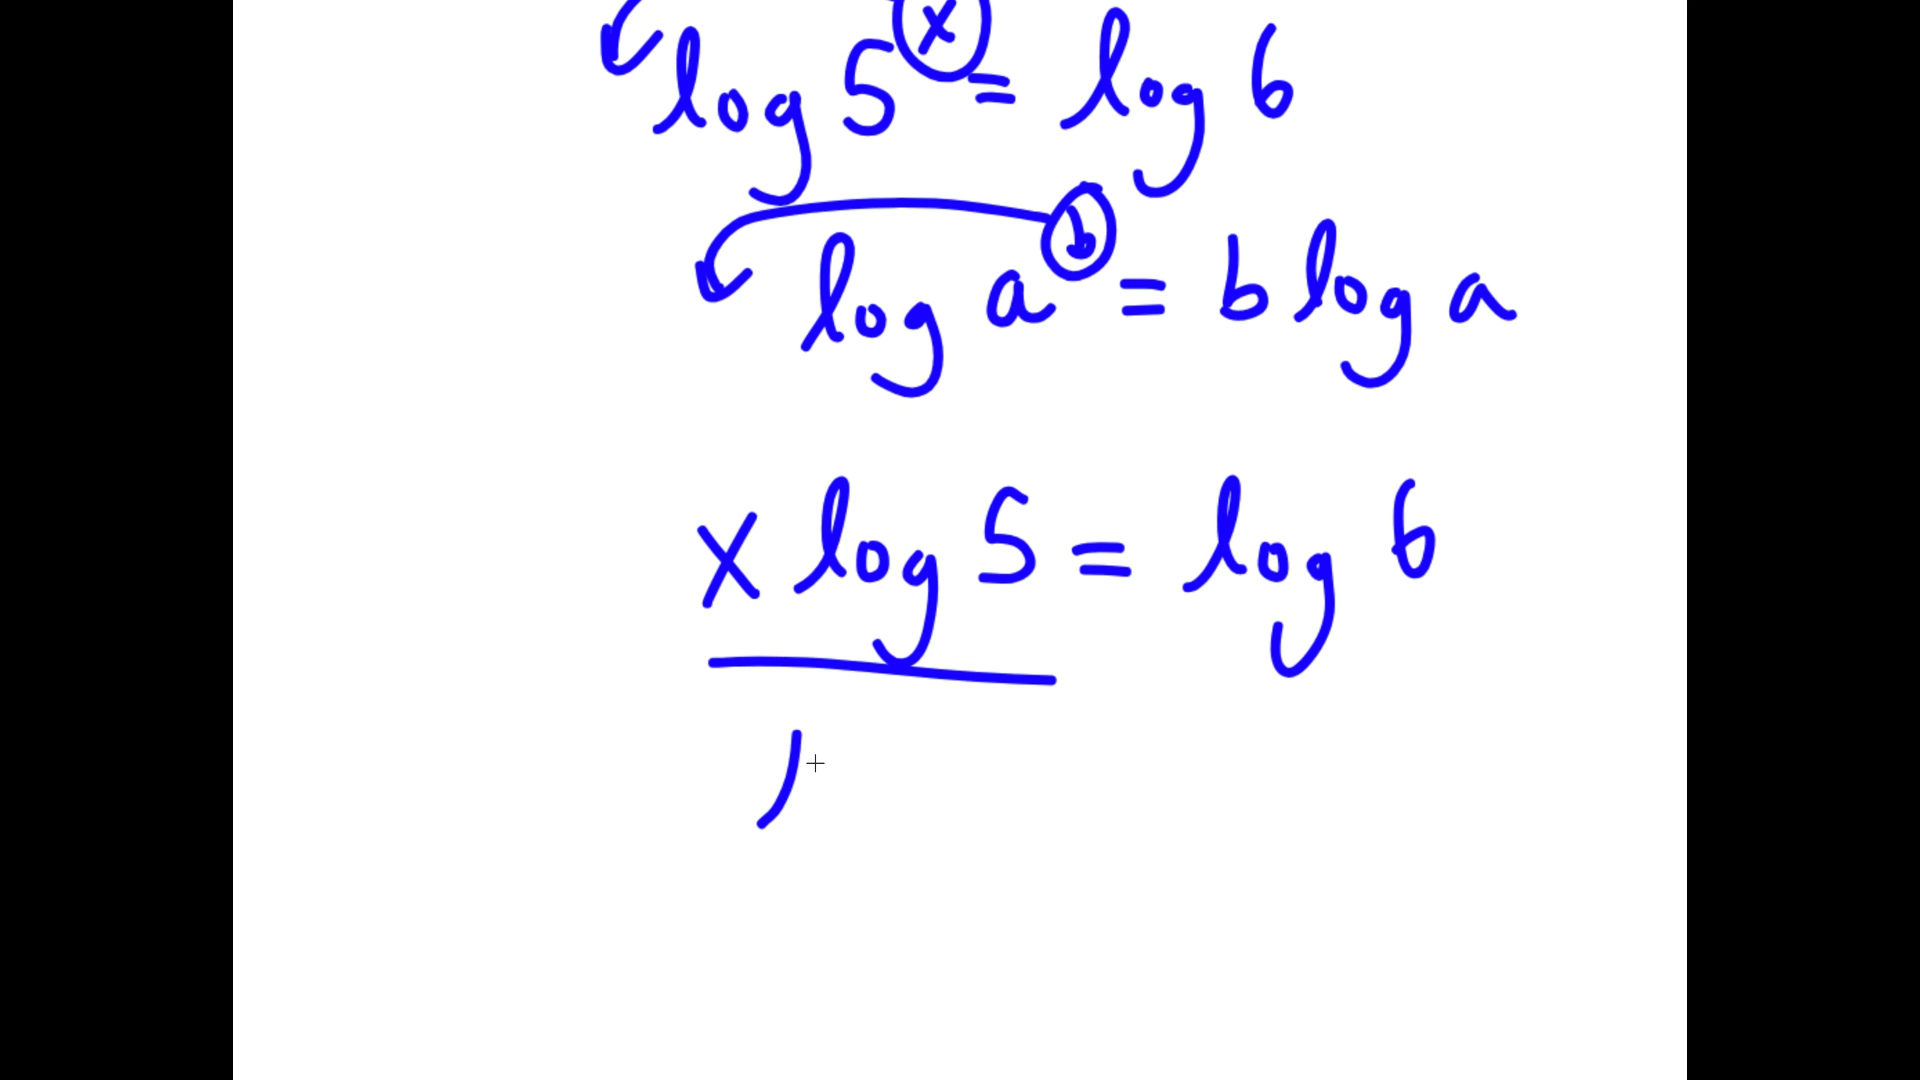 log 5^x = log 6
log a^b = b log a
x log 5 = log 6